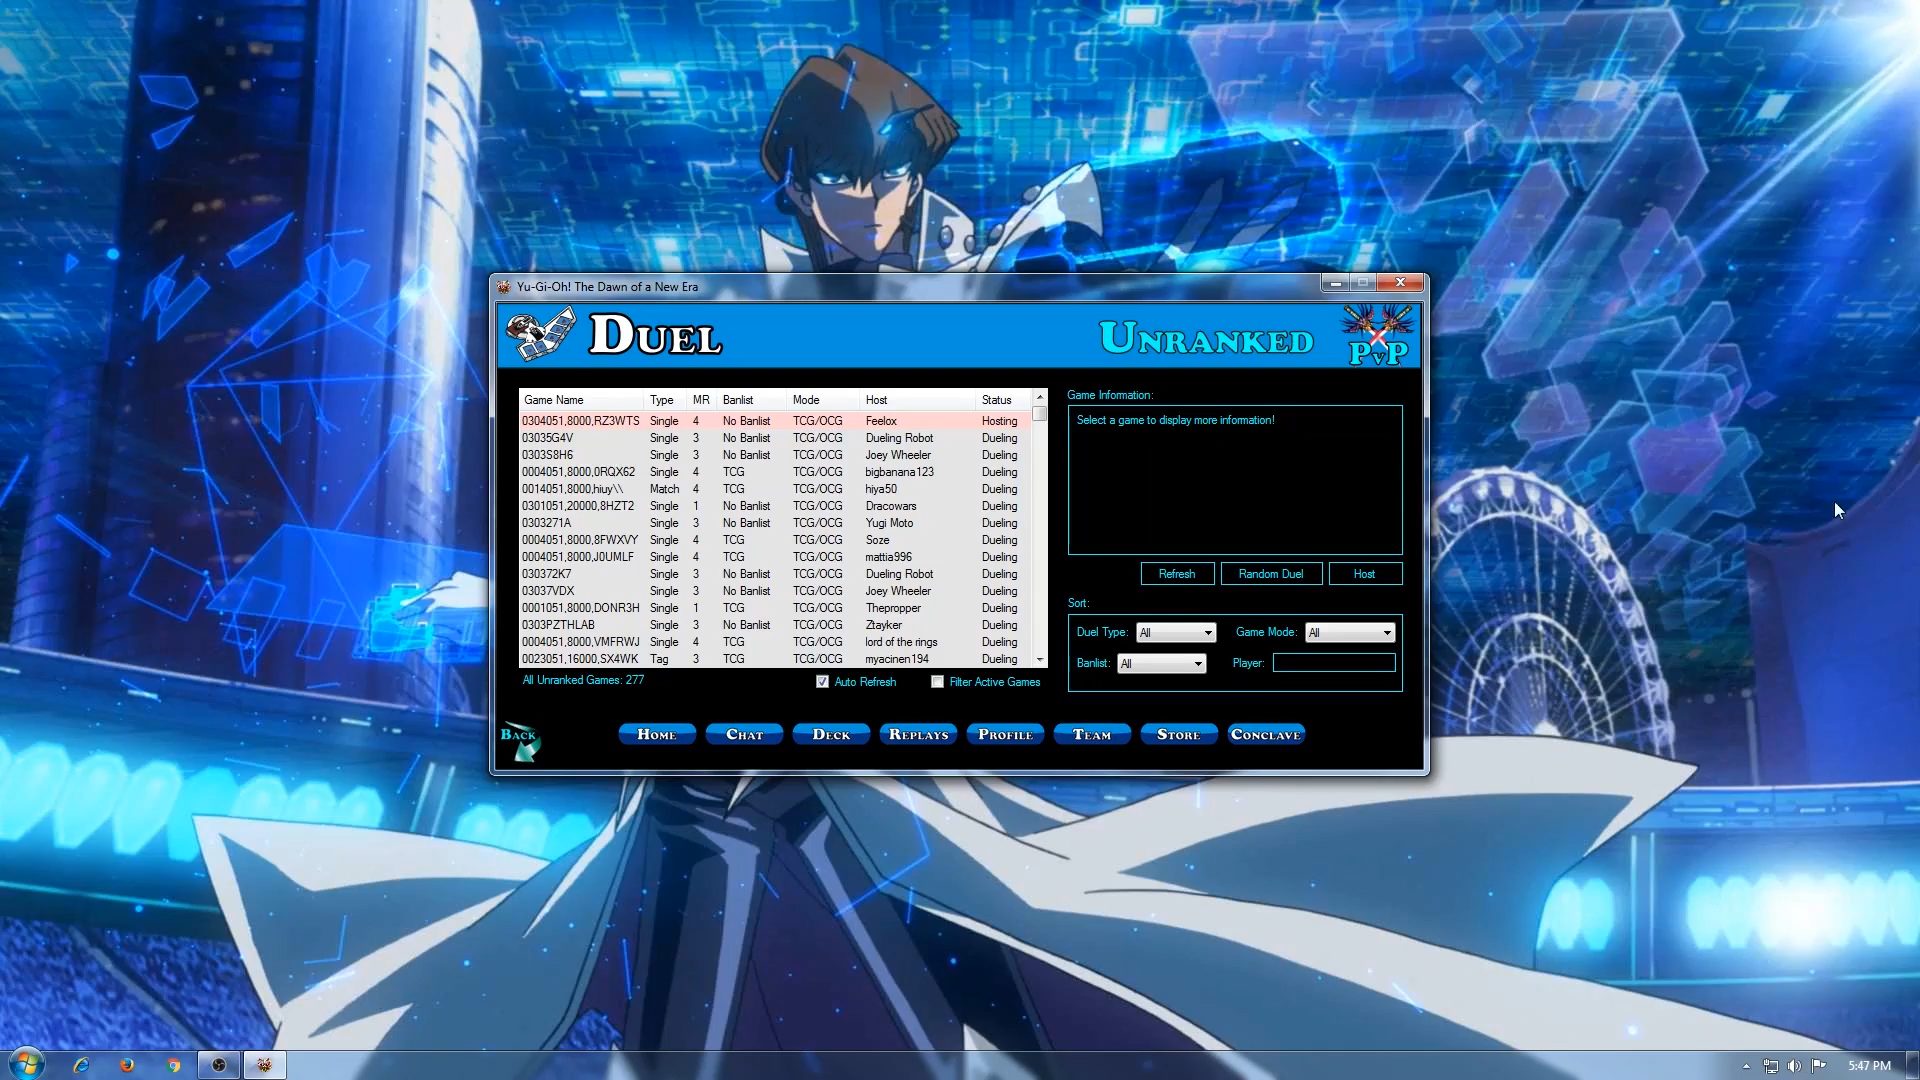 Yu-Gi-Oh! The Dawn of a New Era
DUEL
UNRANKED
PvP
Game Name Type MR Banlist Mode Host Status
0304051,8000,RZ3WTS Single 4 No Banlist TCG/OCG Feelox Hosting
03035G4V Single 3 No Banlist TCG/OCG Dueling Robot Dueling
0303S8H6 Single 3 No Banlist TCG/OCG Joey Wheeler Dueling
0004051,8000,0RQX62 Single 4 TCG TCG/OCG bigbanana123 Dueling
0014051,8000,hiuy\\ Match 4 TCG TCG/OCG hiya50 Dueling
0301051,20000,8HZT2 Single 1 No Banlist TCG/OCG Dracowars Dueling
0303271A Single 3 No Banlist TCG/OCG Yugi Moto Dueling
0004051,8000,8FWXVY Single 4 TCG TCG/OCG Soze Dueling
0004051,8000,J0UMLF Single 4 TCG TCG/OCG mattia996 Dueling
030372K7 Single 3 No Banlist TCG/OCG Dueling Robot Dueling
03037VDX Single 3 No Banlist TCG/OCG Joey Wheeler Dueling
0001051,8000,DONR3H Single 1 TCG TCG/OCG Thepropper Dueling
0303PZTHLAB Single 3 No Banlist TCG/OCG Ztayker Dueling
0004051,8000,VMFRWJ Single 4 TCG TCG/OCG lord of the rings Dueling
0023051,16000,SX4WK Tag 3 TCG TCG/OCG myacinen194 Dueling
All Unranked Games: 277
Auto Refresh
Filter Active Games
Game Information:
Select a game to display more information!
Refresh
Random Duel
Host
Sort:
Duel Type: All
Game Mode: All
Banlist: All
Player:
BACK
HOME
CHAT
DECK
REPLAYS
PROFILE
TEAM
STORE
CONCLAVE
5:47 PM